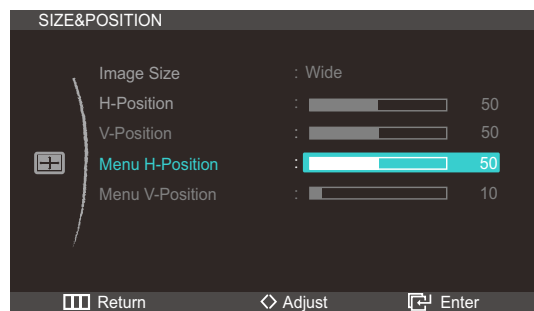 SIZE&POSITION
Image Size : Wide
H-Position : 50
V-Position : 50
Menu H-Position : 50
Menu V-Position : 10
Return Adjust Enter